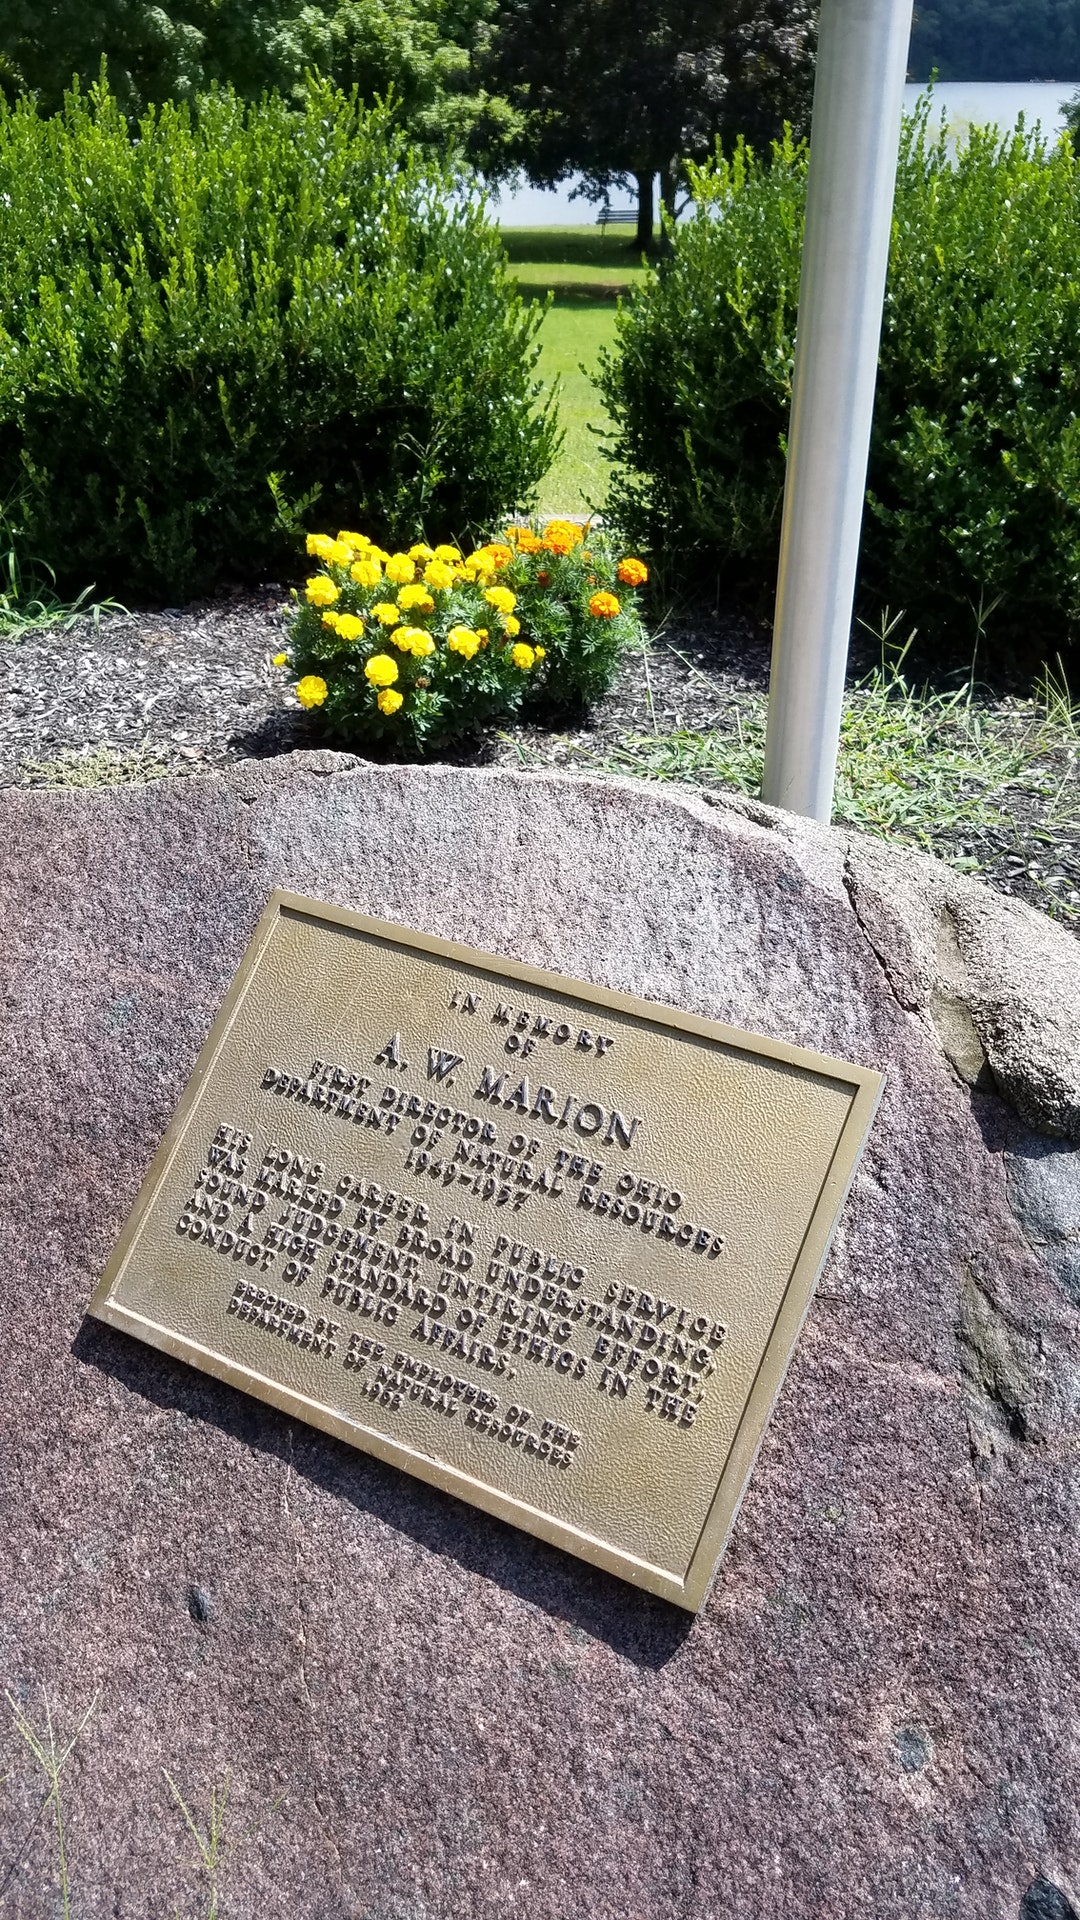 IN MEMORY
OF
A. W. MARION
FIRST DIRECTOR OF THE OHIO
DEPARTMENT OF NATURAL RESOURCES
1949-1957
HIS LONG CAREER IN PUBLIC SERVICE
WAS MARKED BY BROAD UNDERSTANDING,
SOUND JUDGEMENT, UNTIRING EFFORT,
AND A HIGH STANDARD OF ETHICS IN THE
CONDUCT OF PUBLIC AFFAIRS.
ERECTED BY THE EMPLOYEES OF THE
DEPARTMENT OF NATURAL RESOURCES
1962